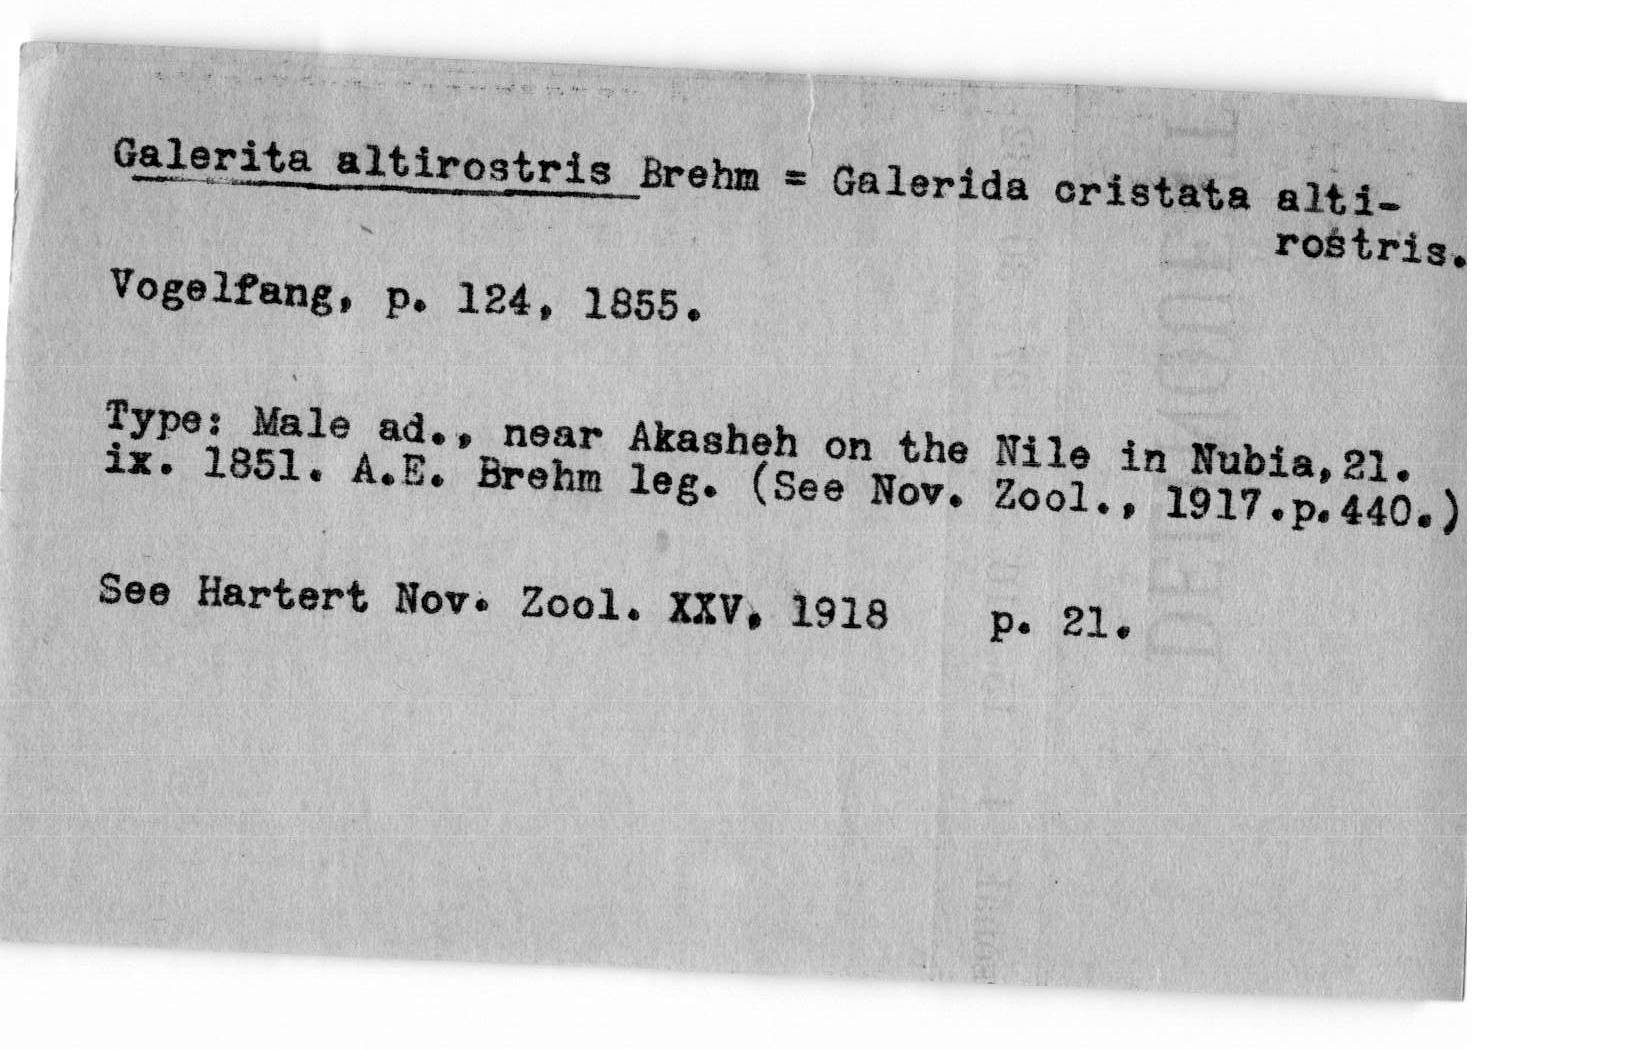 Galerita altirostris Brehm = Galerida cristata alti-
rostris.
Vogelfang, p. 124, 1855.
Type: Male ad., near Akasheh on the Nile in Nubia, 21.
ix. 1851. A.E. Brehm leg. (See Nov. Zool., 1917.p.440.)
See Hartert Nov. Zool. XXV, 1918 p. 21.